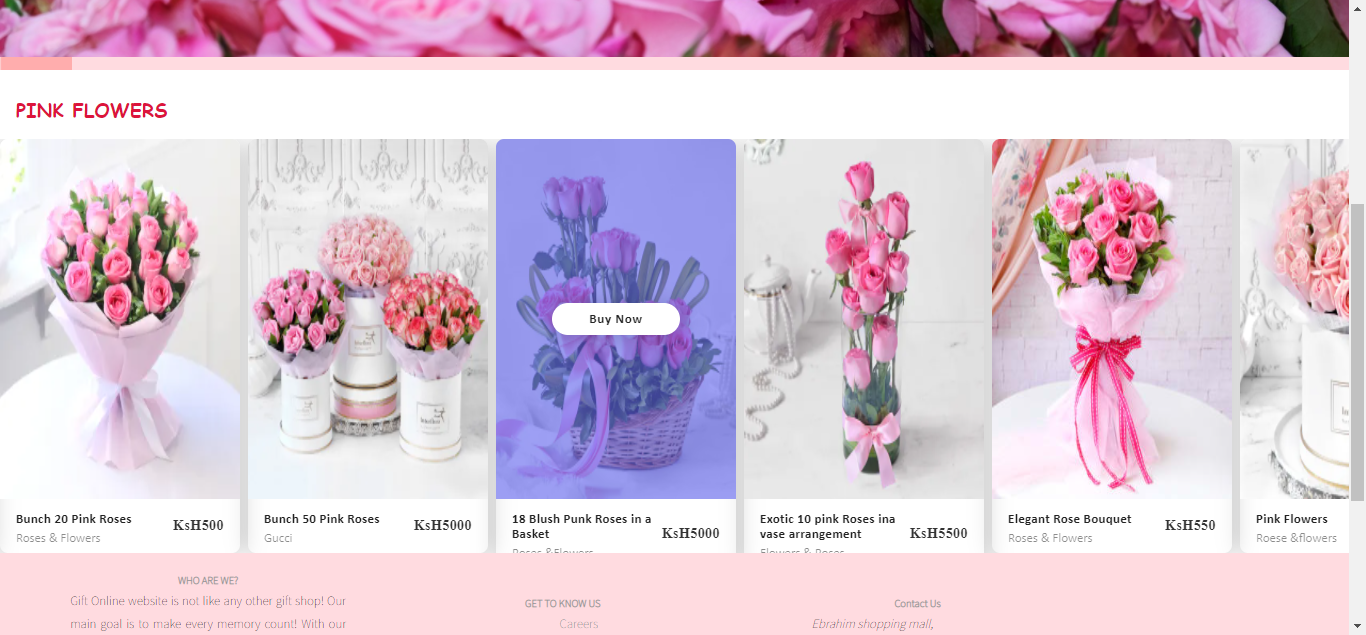 PINK FLOWERS
Buy Now
Bunch 20 Pink Roses
KsH500
Roses & Flowers
Bunch 50 Pink Roses
KsH5000
Gucci
18 Blush Punk Roses in a
Basket
KsH5000
Roses &Flowers
Exotic 10 pink Roses ina
vase arrangement
KsH5500
Flowers & Roses
Elegant Rose Bouquet
KsH550
Roses & Flowers
Pink Flowers
Roese &flowers
WHO ARE WE?
Gift Online website is not like any other gift shop! Our
main goal is to make every memory count! With our
GET TO KNOW US
Careers
Contact Us
Ebrahim shopping mall,